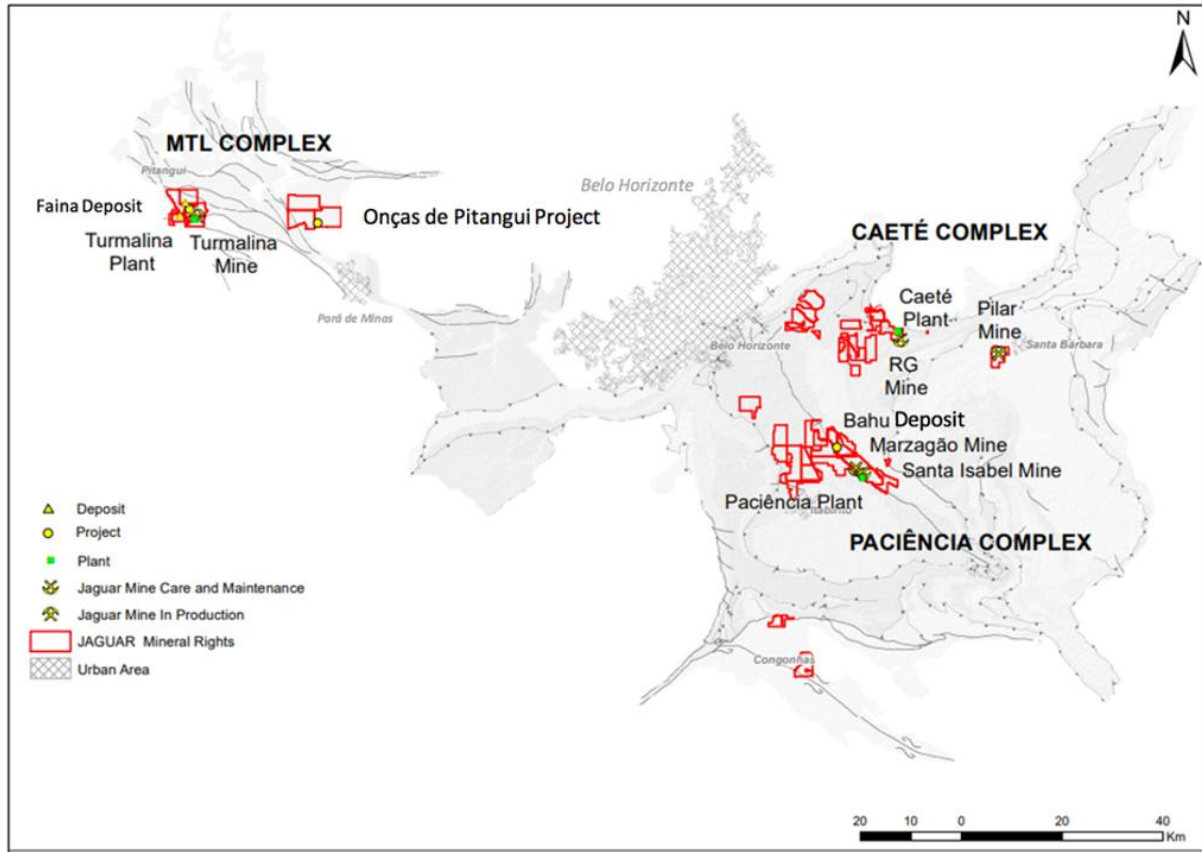 N
MTL COMPLEX
Pitangui
Faina Deposit
Onças de Pitangui Project
Turmalina
Plant
Turmalina
Mine
Pará de Minas
Belo Horizonte
CAETÉ COMPLEX
Caeté
Plant
Pilar
Mine
Belo Horizonte
Santa Bárbara
RG
Mine
Bahu Deposit
Marzagão Mine
Santa Isabel Mine
Paciência Plant
Itabirito
PACIÊNCIA COMPLEX
Congonhas
Deposit
Project
Plant
Jaguar Mine Care and Maintenance
Jaguar Mine In Production
JAGUAR Mineral Rights
Urban Area
20 10 0 20 40
Km